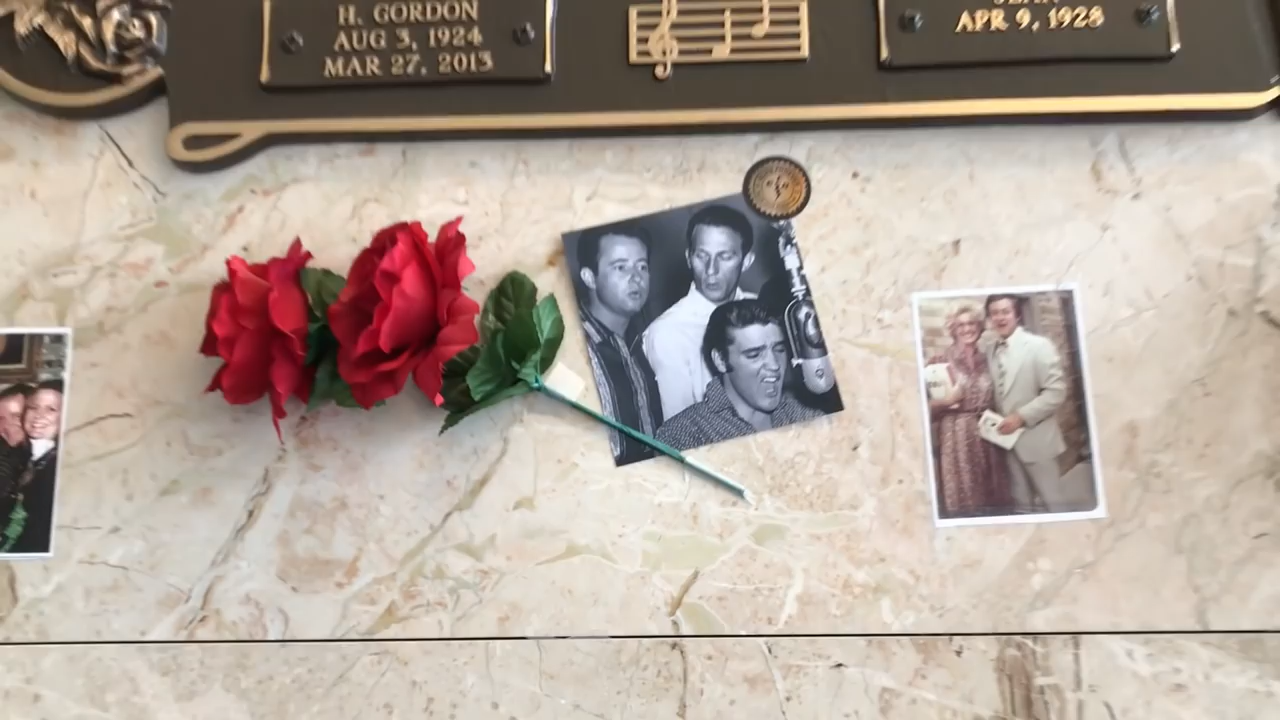 H. GORDON
AUG 3, 1924
MAR 27, 2013
APR 9, 1928